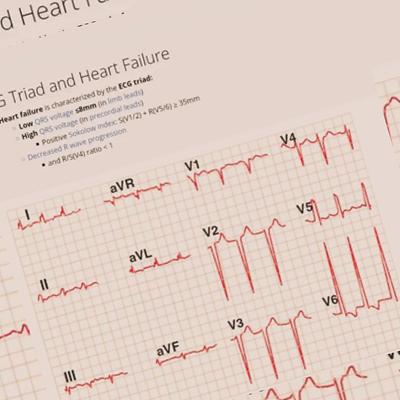 d Heart Fa
G Triad and Heart Failure
Heart failure is characterized by the ECG triad:
Low QRS voltage ≤8mm (in limb leads)
High QRS voltage (in precordial leads)
Positive Sokolow index: S(V1/2) + R(V5/6) ≥ 35mm
Decreased R wave progression
and R/S(V4) ratio < 1
I aVR V1 V4
II aVL V2 V5
III aVF V3 V6